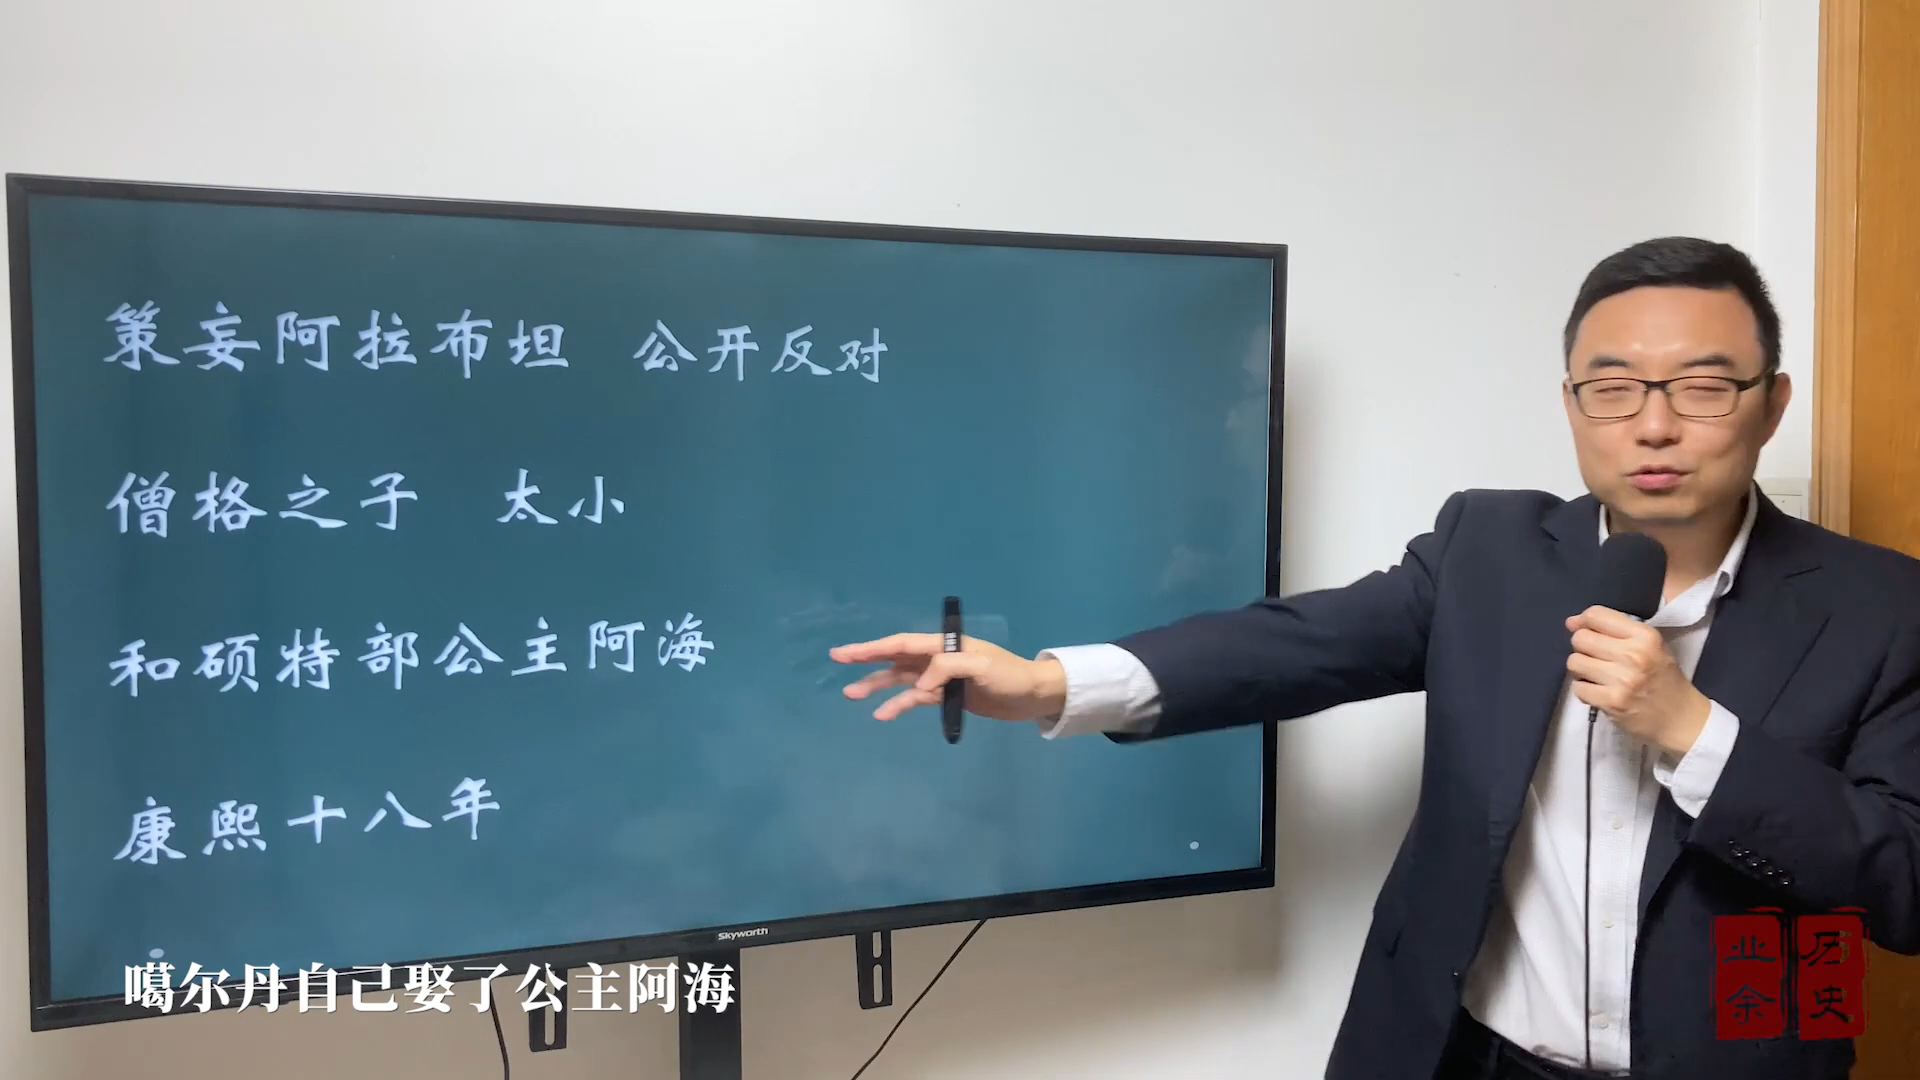 策妄阿拉布坦 公开反对
僧格之子 太小
和硕特部公主阿海
康熙十八年
Skyworth
噶尔丹自己娶了公主阿海
业余历史